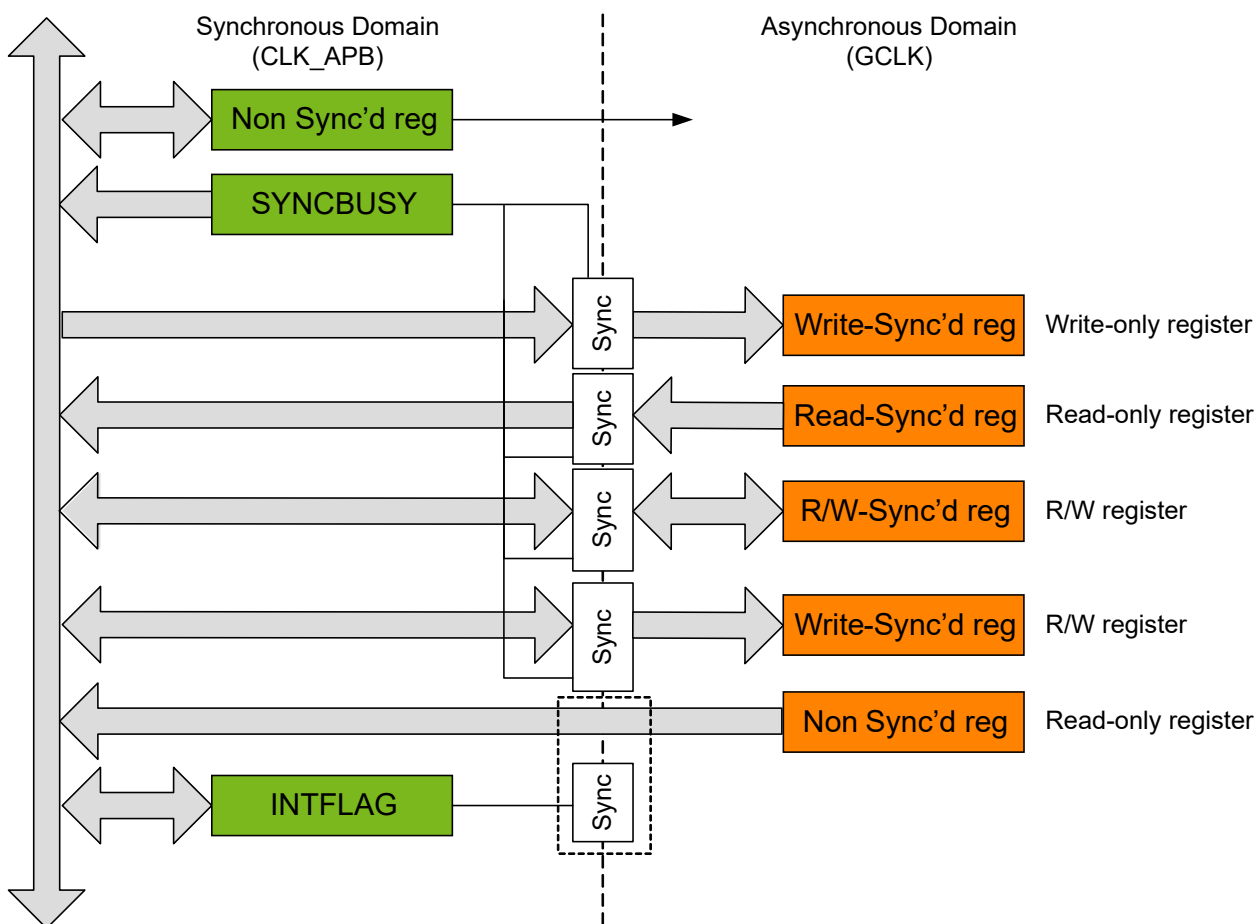 Synchronous Domain
(CLK_APB)
Asynchronous Domain
(GCLK)
Non Sync’d reg
SYNCBUSY
Sync
Write-Sync’d reg
Write-only register
Sync
Read-Sync’d reg
Read-only register
Sync
R/W-Sync’d reg
R/W register
Sync
Write-Sync’d reg
R/W register
Non Sync’d reg
Read-only register
INTFLAG
Sync